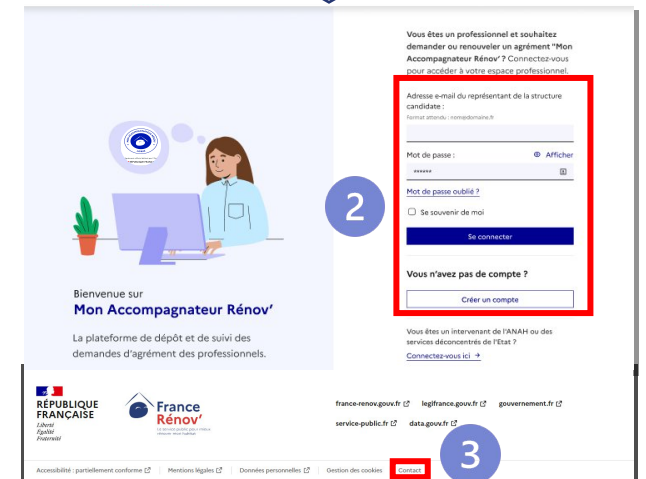 Vous êtes un professionnel et souhaitez
demander ou renouveler un agrément "Mon
Accompagnateur Rénov' ? Connectez-vous
pour accéder à votre espace professionnel.
Adresse e-mail du représentant de la structure
candidate :
Format attendu : nom@domaine.fr
Mot de passe :
Afficher
******
Mot de passe oublié ?
Se souvenir de moi
Se connecter
2
Vous n'avez pas de compte ?
Créer un compte
Bienvenue sur
Mon Accompagnateur Rénov'
La plateforme de dépôt et de suivi des
demandes d'agrément des professionnels.
Vous êtes un intervenant de l'ANAH ou des
services déconcentrés de l'Etat ?
Connectez-vous ici →
RÉPUBLIQUE
FRANÇAISE
Liberté
Égalité
Fraternité
France
Rénov'
france-renov.gouv.fr legifrance.gouv.fr gouvernement.fr
service-public.fr data.gouv.fr
3
Accessibilité : partiellement conforme Mentions légales Données personnelles Gestion des cookies Contact